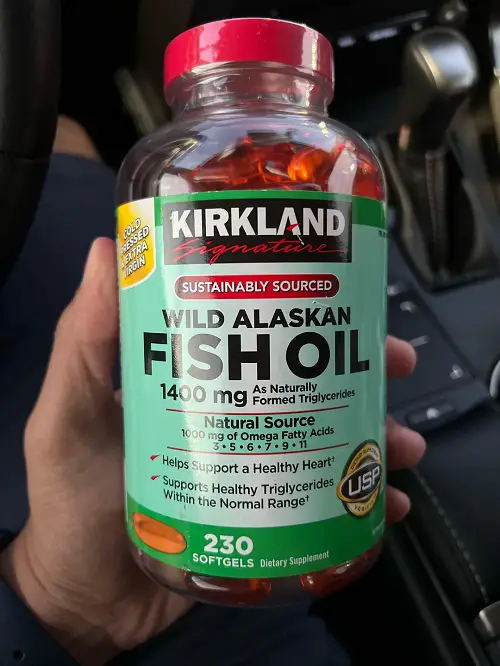 KIRKLAND
Signature
COLD
PRESSED
EXTRA
VIRGIN
SUSTAINABLY SOURCED
WILD ALASKAN
FISH OIL
1400 mg As Naturally
Formed Triglycerides
Natural Source
1000 mg of Omega Fatty Acids
3 • 5 • 6 • 7 • 9 • 11
Helps Support a Healthy Heart†
Supports Healthy Triglycerides
Within the Normal Range†
USP
230
SOFTGELS Dietary Supplement